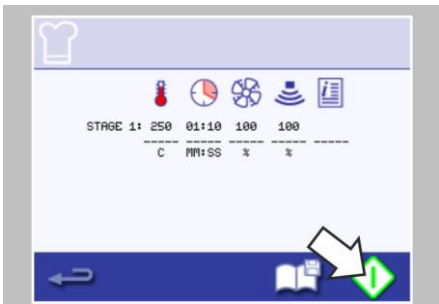 STAGE 1: 250 01:10 100 100
----- ----- ----- ----- -----
C MM:SS % %